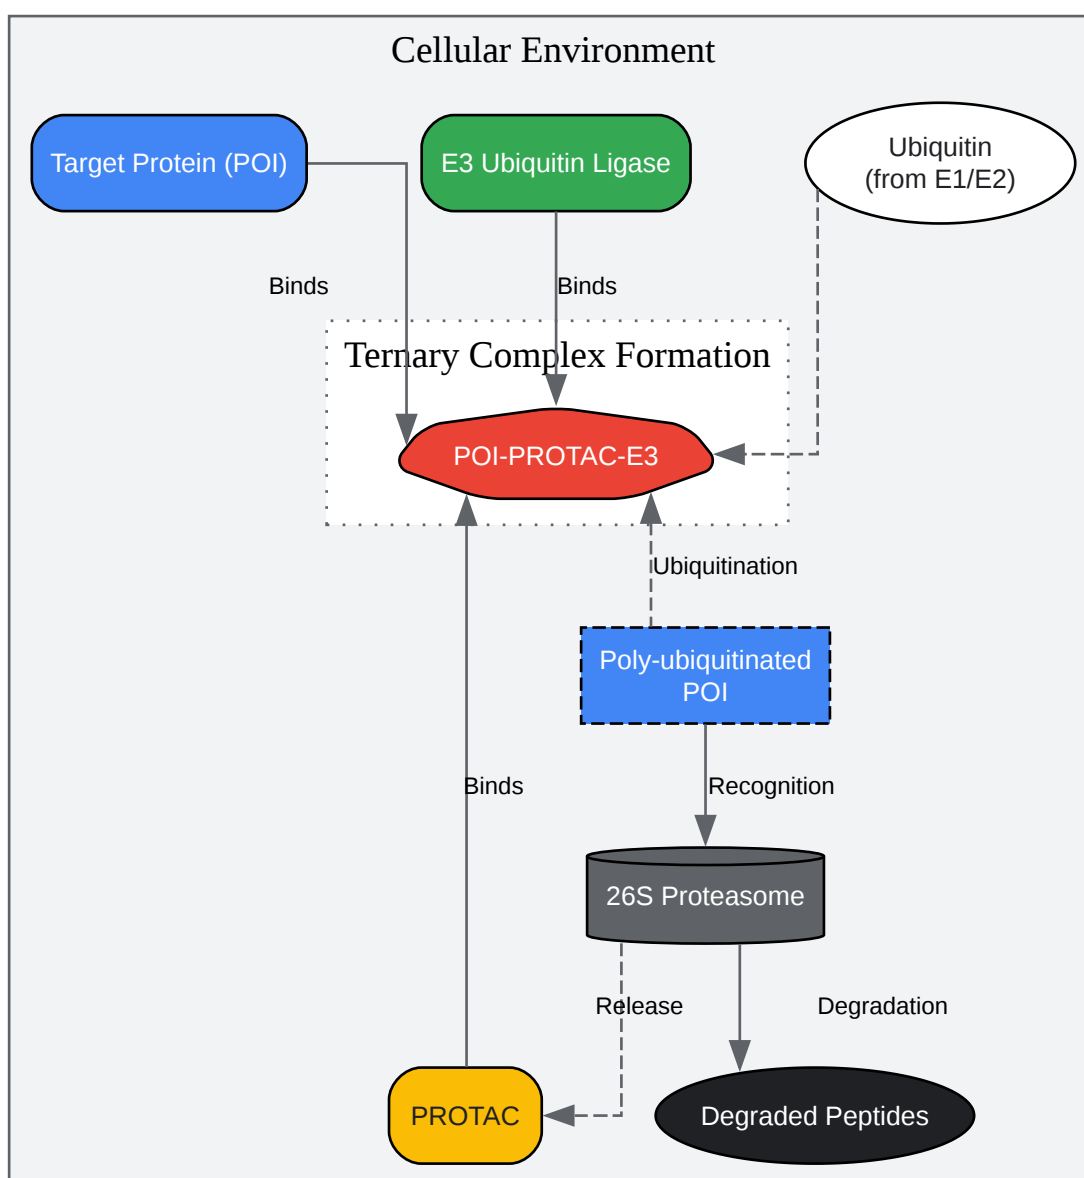 Cellular Environment
Target Protein (POI)
E3 Ubiquitin Ligase
Ubiquitin
(from E1/E2)
Binds
Binds
Ternary Complex Formation
POI-PROTAC-E3
Ubiquitination
Poly-ubiquitinated
POI
Binds
Recognition
26S Proteasome
Release
Degradation
PROTAC
Degraded Peptides